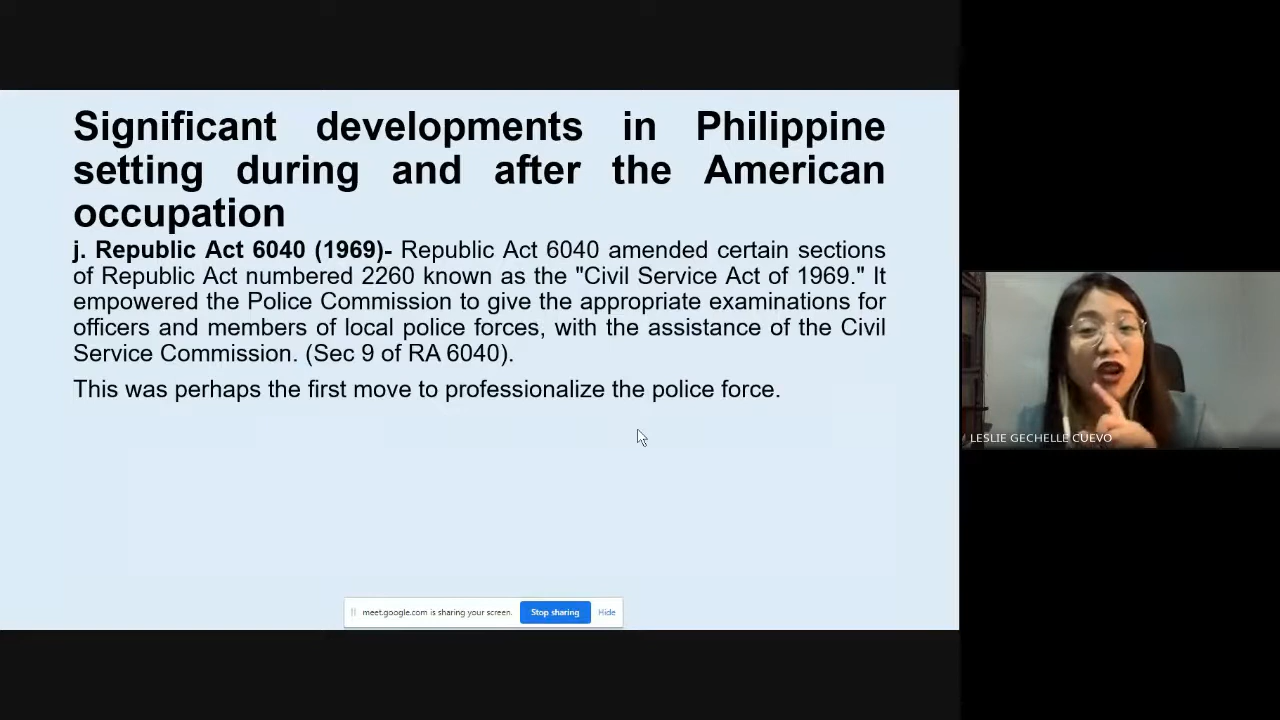 Significant developments in Philippine
setting during and after the American
occupation
j. Republic Act 6040 (1969)- Republic Act 6040 amended certain sections
of Republic Act numbered 2260 known as the "Civil Service Act of 1969." It
empowered the Police Commission to give the appropriate examinations for
officers and members of local police forces, with the assistance of the Civil
Service Commission. (Sec 9 of RA 6040).
This was perhaps the first move to professionalize the police force.
LESLIE GECHELLE CUEVO
meet.google.com is sharing your screen. Stop sharing Hide